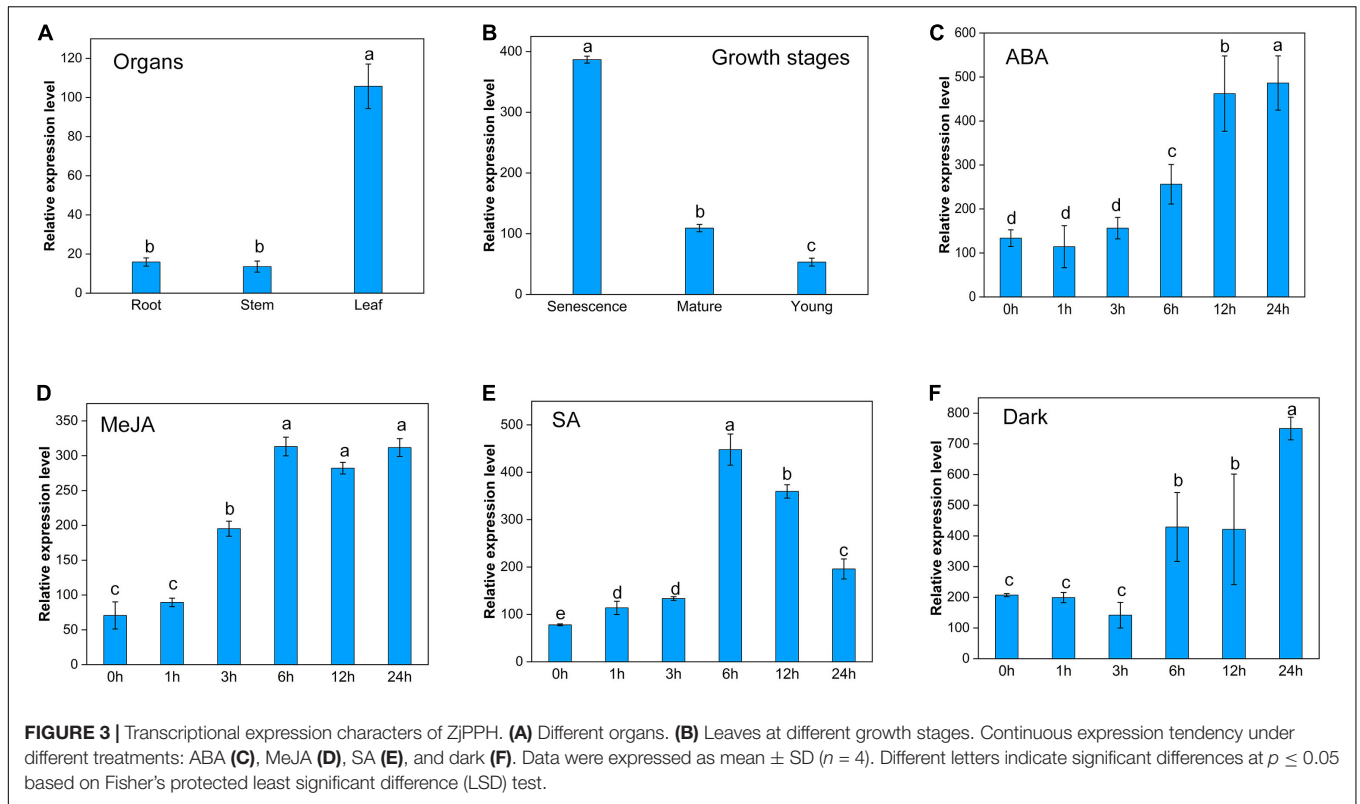 A
Organs
Relative expression level
120
100
80
60
40
20
0
b
b
a
Root Stem Leaf
B
Growth stages
Relative expression level
400
300
200
100
0
a
b
c
Senescence Mature Young
C
ABA
Relative expression level
600
500
400
300
200
100
0
d
d
d
c
b
a
0h 1h 3h 6h 12h 24h
D
MeJA
Relative expression level
350
300
250
200
150
100
50
0
c
c
b
a
a
a
0h 1h 3h 6h 12h 24h
E
SA
Relative expression level
500
400
300
200
100
0
e
d
d
a
b
c
0h 1h 3h 6h 12h 24h
F
Dark
Relative expression level
800
700
600
500
400
300
200
100
0
c
c
c
b
b
a
0h 1h 3h 6h 12h 24h
FIGURE 3 | Transcriptional expression characters of ZjPPH. (A) Different organs. (B) Leaves at different growth stages. Continuous expression tendency under
different treatments: ABA (C), MeJA (D), SA (E), and dark (F). Data were expressed as mean ± SD (n = 4). Different letters indicate significant differences at p ≤ 0.05
based on Fisher's protected least significant difference (LSD) test.